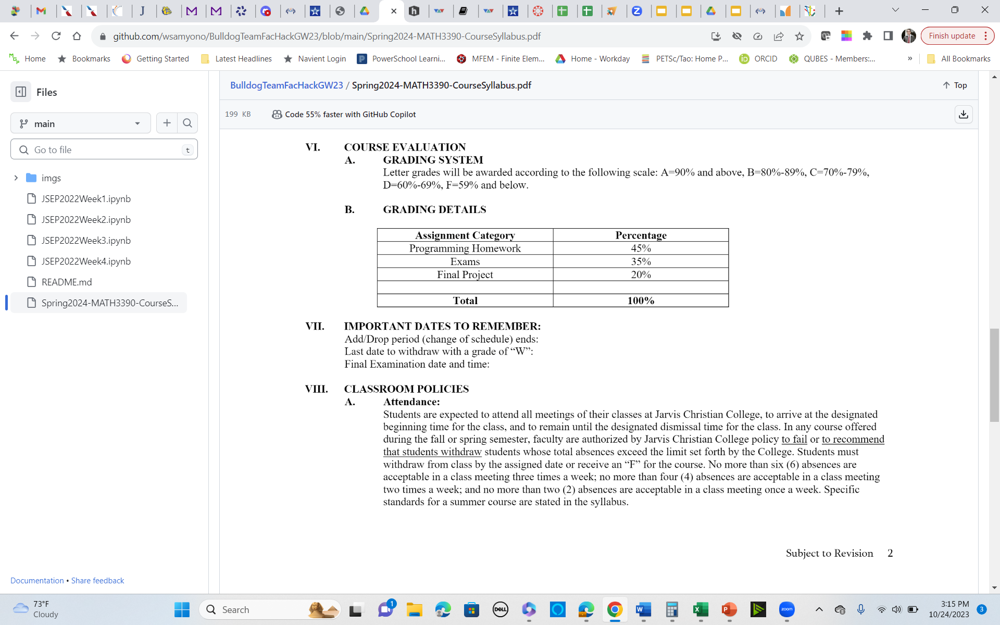 github.com/wsamyono/BulldogTeamFacHackGW23/blob/main/Spring2024-MATH3390-CourseSyllabus.pdf
Finish update
Home
Bookmarks
Getting Started
Latest Headlines
Navient Login
PowerSchool Learni...
MFEM - Finite Elem...
Home - Workday
PETSc/Tao: Home P...
ORCID
QUBES - Members:...
»
All Bookmarks
Files
main
Go to file
t
imgs
JSEP2022Week1.ipynb
JSEP2022Week2.ipynb
JSEP2022Week3.ipynb
JSEP2022Week4.ipynb
README.md
Spring2024-MATH3390-CourseS...
Documentation • Share feedback
BulldogTeamFacHackGW23 / Spring2024-MATH3390-CourseSyllabus.pdf
Top
199 KB
Code 55% faster with GitHub Copilot
VI. COURSE EVALUATION
A. GRADING SYSTEM
Letter grades will be awarded according to the following scale: A=90% and above, B=80%-89%, C=70%-79%,
D=60%-69%, F=59% and below.
B. GRADING DETAILS
Assignment Category Percentage
Programming Homework 45%
Exams 35%
Final Project 20%
Total 100%
VII. IMPORTANT DATES TO REMEMBER:
Add/Drop period (change of schedule) ends:
Last date to withdraw with a grade of “W”:
Final Examination date and time:
VIII. CLASSROOM POLICIES
A. Attendance:
Students are expected to attend all meetings of their classes at Jarvis Christian College, to arrive at the designated
beginning time for the class, and to remain until the designated dismissal time for the class. In any course offered
during the fall or spring semester, faculty are authorized by Jarvis Christian College policy to fail or to recommend
that students withdraw students whose total absences exceed the limit set forth by the College. Students must
withdraw from class by the assigned date or receive an “F” for the course. No more than six (6) absences are
acceptable in a class meeting three times a week; no more than four (4) absences are acceptable in a class meeting
two times a week; and no more than two (2) absences are acceptable in a class meeting once a week. Specific
standards for a summer course are stated in the syllabus.
Subject to Revision 2
73°F
Cloudy
Search
1
DELL
zoom
3:15 PM
10/24/2023
3